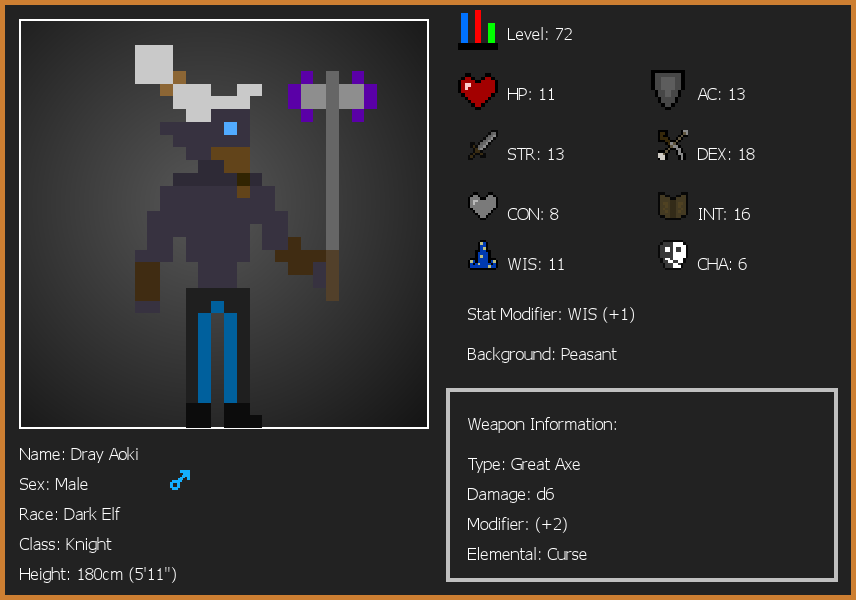 Level: 72
HP: 11
AC: 13
STR: 13
DEX: 18
CON: 8
INT: 16
WIS: 11
CHA: 6
Stat Modifier: WIS (+1)
Background: Peasant
Weapon Information:
Type: Great Axe
Damage: d6
Modifier: (+2)
Elemental: Curse
Name: Dray Aoki
Sex: Male
Race: Dark Elf
Class: Knight
Height: 180cm (5'11")